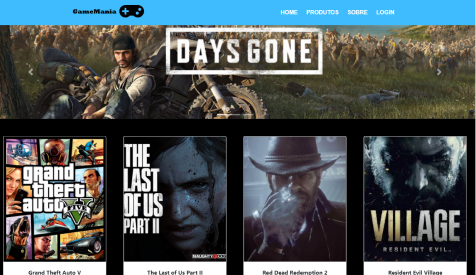 GameMania
HOME PRODUTOS SOBRE LOGIN
DAYS GONE
grand
theft
auto V
THE
LAST
OF US
PART II
NAUGHTY DOG
VILLAGE
RESIDENT EVIL
Grand Theft Auto V
The Last of Us Part II
Red Dead Redemption 2
Resident Evil Village